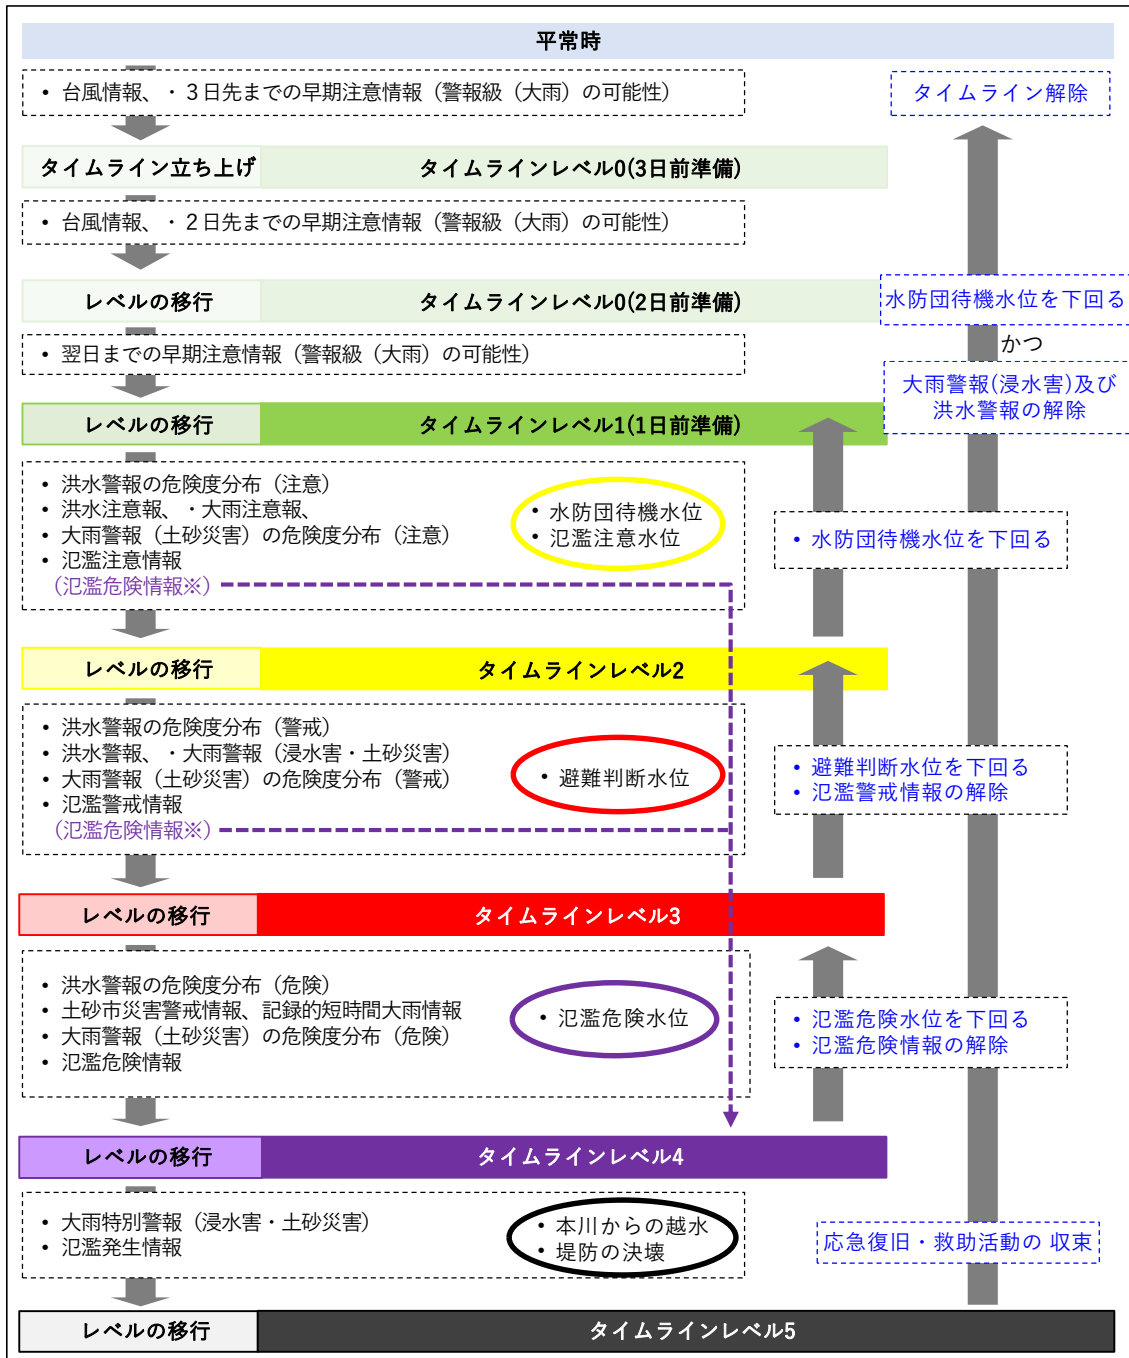 平常時
• 台風情報、・３日先までの早期注意情報（警報級（大雨）の可能性）
タイムライン解除
タイムライン立ち上げ
タイムラインレベル0(3日前準備)
• 台風情報、・２日先までの早期注意情報（警報級（大雨）の可能性）
レベルの移行
タイムラインレベル0(2日前準備)
水防団待機水位を下回る
かつ
• 翌日までの早期注意情報（警報級（大雨）の可能性）
大雨警報(浸水害)及び
洪水警報の解除
レベルの移行
タイムラインレベル1(1日前準備)
• 洪水警報の危険度分布（注意）
• 洪水注意報、・大雨注意報、
• 大雨警報（土砂災害）の危険度分布（注意）
• 氾濫注意情報
（氾濫危険情報※）
• 水防団待機水位
• 氾濫注意水位
• 水防団待機水位を下回る
レベルの移行
タイムラインレベル2
• 洪水警報の危険度分布（警戒）
• 洪水警報、・大雨警報（浸水害・土砂災害）
• 大雨警報（土砂災害）の危険度分布（警戒）
• 氾濫警戒情報
（氾濫危険情報※）
• 避難判断水位
• 避難判断水位を下回る
• 氾濫警戒情報の解除
レベルの移行
タイムラインレベル3
• 洪水警報の危険度分布（危険）
• 土砂市災害警戒情報、記録的短時間大雨情報
• 大雨警報（土砂災害）の危険度分布（危険）
• 氾濫危険情報
• 氾濫危険水位
• 氾濫危険水位を下回る
• 氾濫危険情報の解除
レベルの移行
タイムラインレベル4
• 大雨特別警報（浸水害・土砂災害）
• 氾濫発生情報
• 本川からの越水
• 堤防の決壊
応急復旧・救助活動の 収束
レベルの移行
タイムラインレベル5